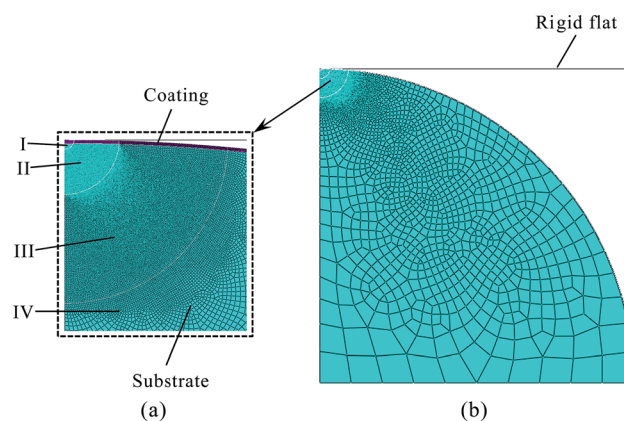 Rigid flat
Coating
I
II
III
IV
Substrate
(a)
(b)